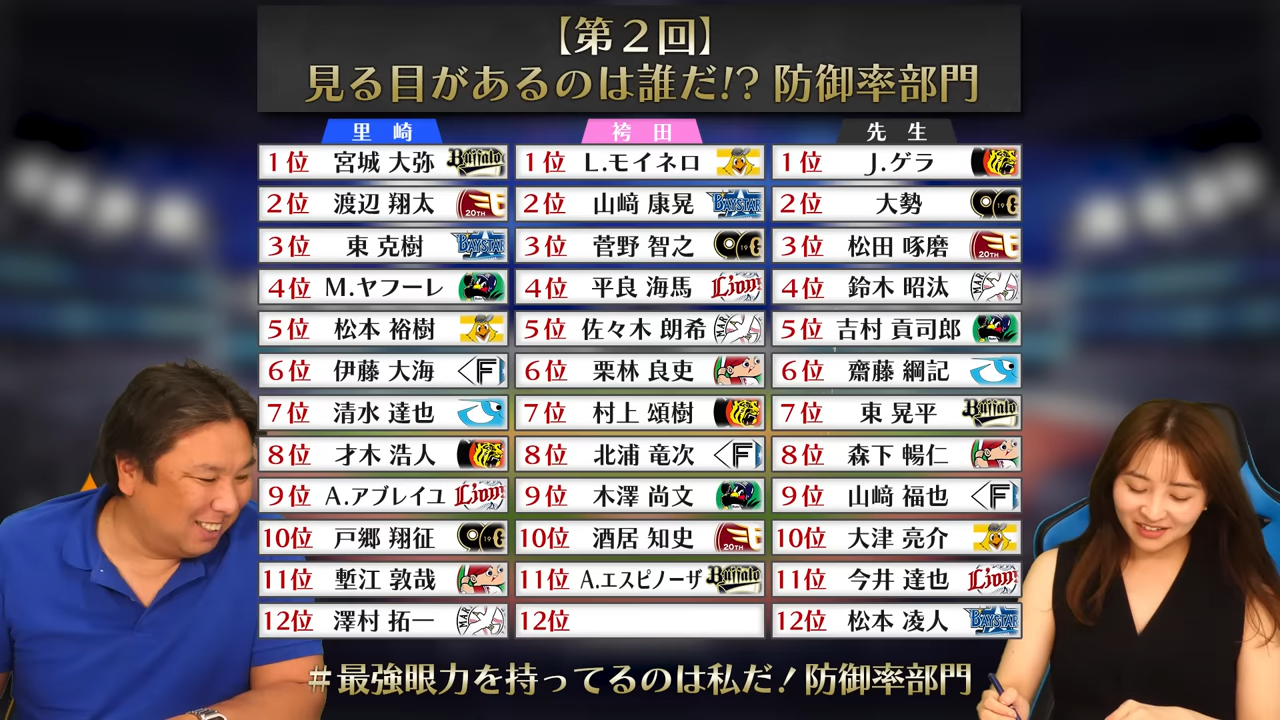 【第2回】
見る目があるのは誰だ!? 防御率部門
里崎
1位 宮城 大弥 Buffaloes
2位 渡辺 翔太 20TH
3位 東 克樹 BAYSTARS
4位 M.ヤフーレ
5位 松本 裕樹
6位 伊藤 大海 F
7位 清水 達也
8位 才木 浩人
9位 A.アブレイユ Lions
10位 戸郷 翔征
11位 塹江 敦哉
12位 澤村 拓一
袴田
1位 L.モイネロ
2位 山﨑 康晃 BAYSTARS
3位 菅野 智之
4位 平良 海馬 Lions
5位 佐々木 朗希
6位 栗林 良吏
7位 村上 頌樹
8位 北浦 竜次 F
9位 木澤 尚文
10位 酒居 知史 20TH
11位 A.エスピノーザ Buffaloes
12位
先生
1位 J.ゲラ
2位 大勢
3位 松田 啄磨 20TH
4位 鈴木 昭汰
5位 吉村 貢司郎
6位 齋藤 綱記
7位 東 晃平 Buffaloes
8位 森下 暢仁
9位 山﨑 福也 F
10位 大津 亮介
11位 今井 達也 Lions
12位 松本 凌人 BAYSTARS
#最強眼力を持ってるのは私だ!防御率部門